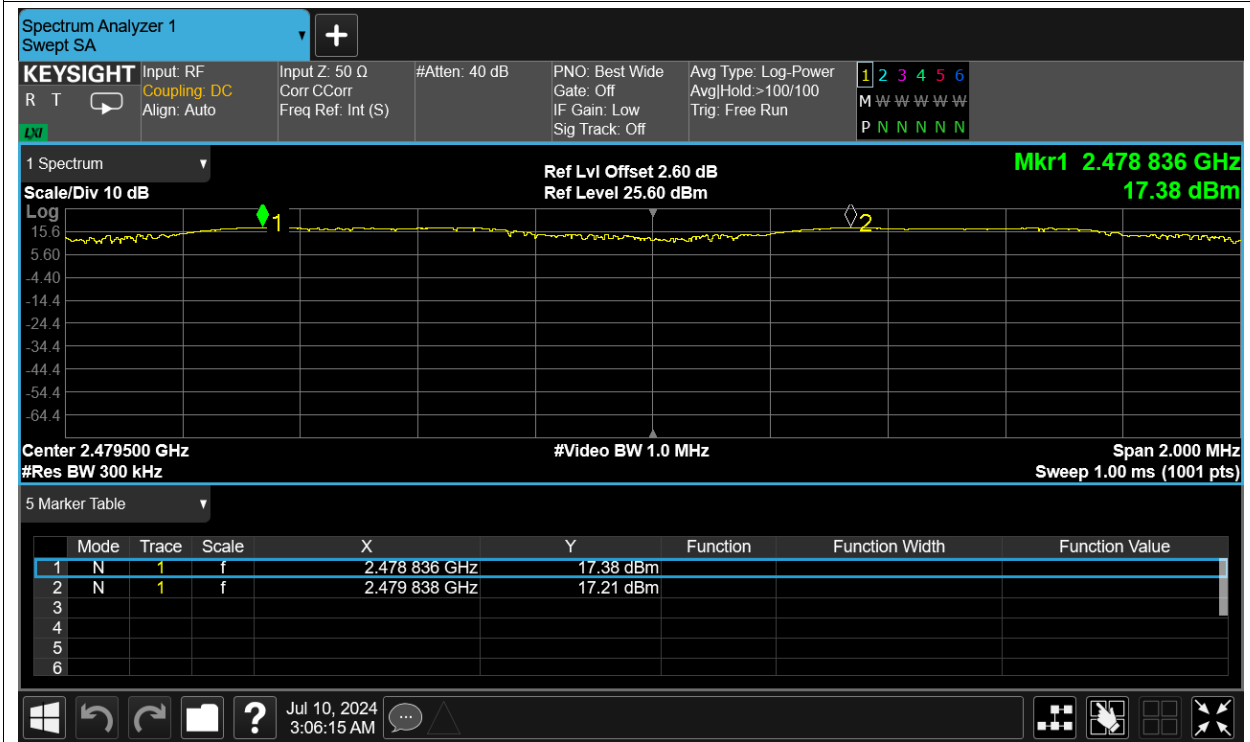 Spectrum Analyzer 1
Swept SA
+
KEYSIGHT
R T
LXI
Input: RF
Coupling: DC
Align: Auto
Input Z: 50 Ω
Corr CCorr
Freq Ref: Int (S)
#Atten: 40 dB
PNO: Best Wide
Gate: Off
IF Gain: Low
Sig Track: Off
Avg Type: Log-Power
Avg|Hold:>100/100
Trig: Free Run
1 2 3 4 5 6
M W W W W W
P N N N N N
1 Spectrum
Scale/Div 10 dB
Ref Lvl Offset 2.60 dB
Ref Level 25.60 dBm
Mkr1 2.478 836 GHz
17.38 dBm
Log
1
2
15.6
5.60
-4.40
-14.4
-24.4
-34.4
-44.4
-54.4
-64.4
Center 2.479500 GHz #Video BW 1.0 MHz Span 2.000 MHz
#Res BW 300 kHz Sweep 1.00 ms (1001 pts)
5 Marker Table
Mode Trace Scale X Y Function Function Width Function Value
1 N 1 f 2.478 836 GHz 17.38 dBm
2 N 1 f 2.479 838 GHz 17.21 dBm
3
4
5
6
?
Jul 10, 2024
3:06:15 AM